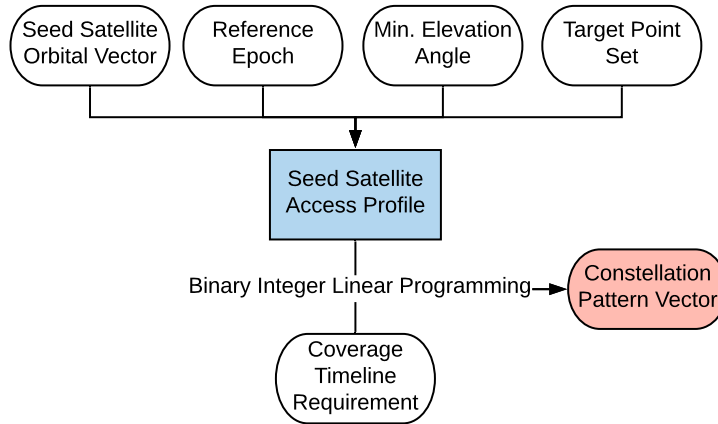 Seed Satellite
Orbital Vector
Reference
Epoch
Min. Elevation
Angle
Target Point
Set
Seed Satellite
Access Profile
Binary Integer Linear Programming
Constellation
Pattern Vector
Coverage
Timeline
Requirement